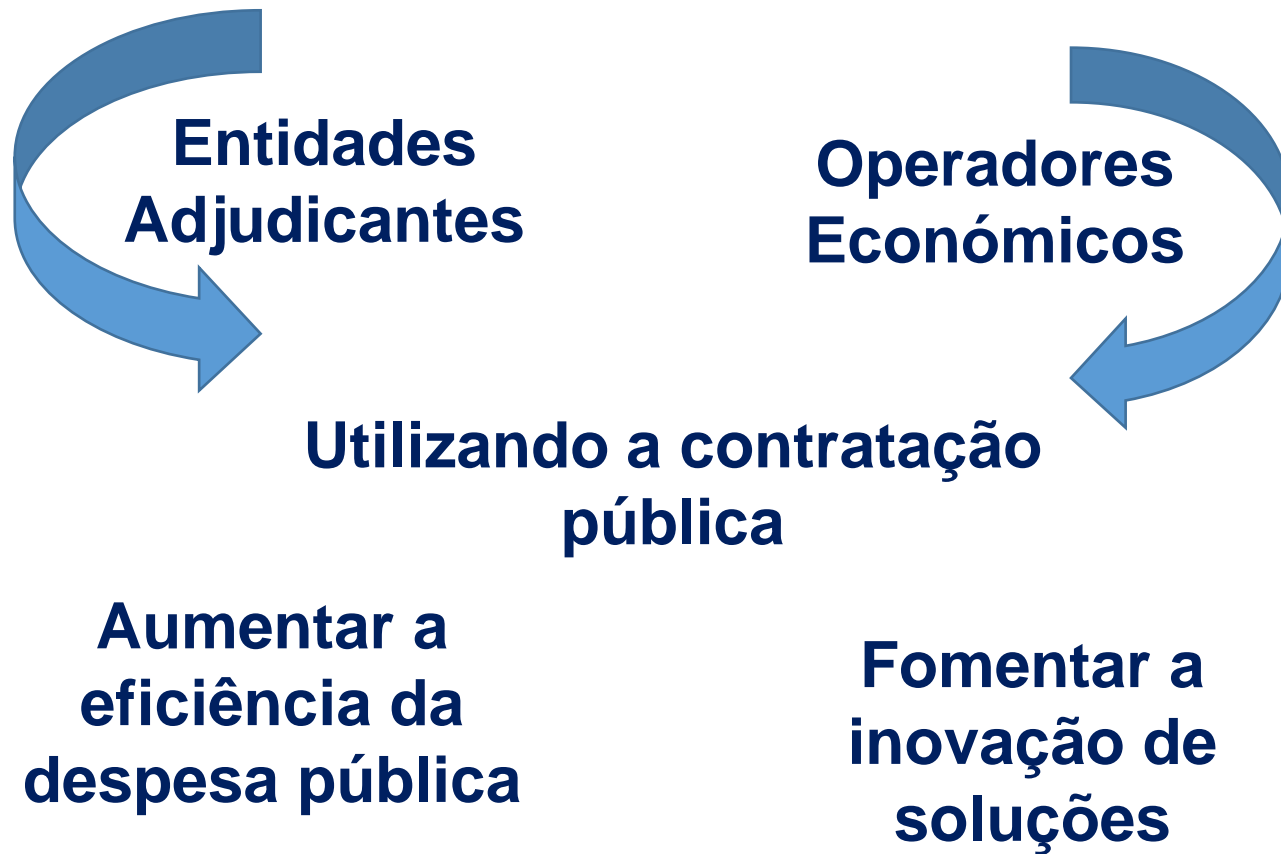 Entidades
Adjudicantes
Operadores
Económicos
Utilizando a contratação
pública
Aumentar a
eficiência da
despesa pública
Fomentar a
inovação de
soluções